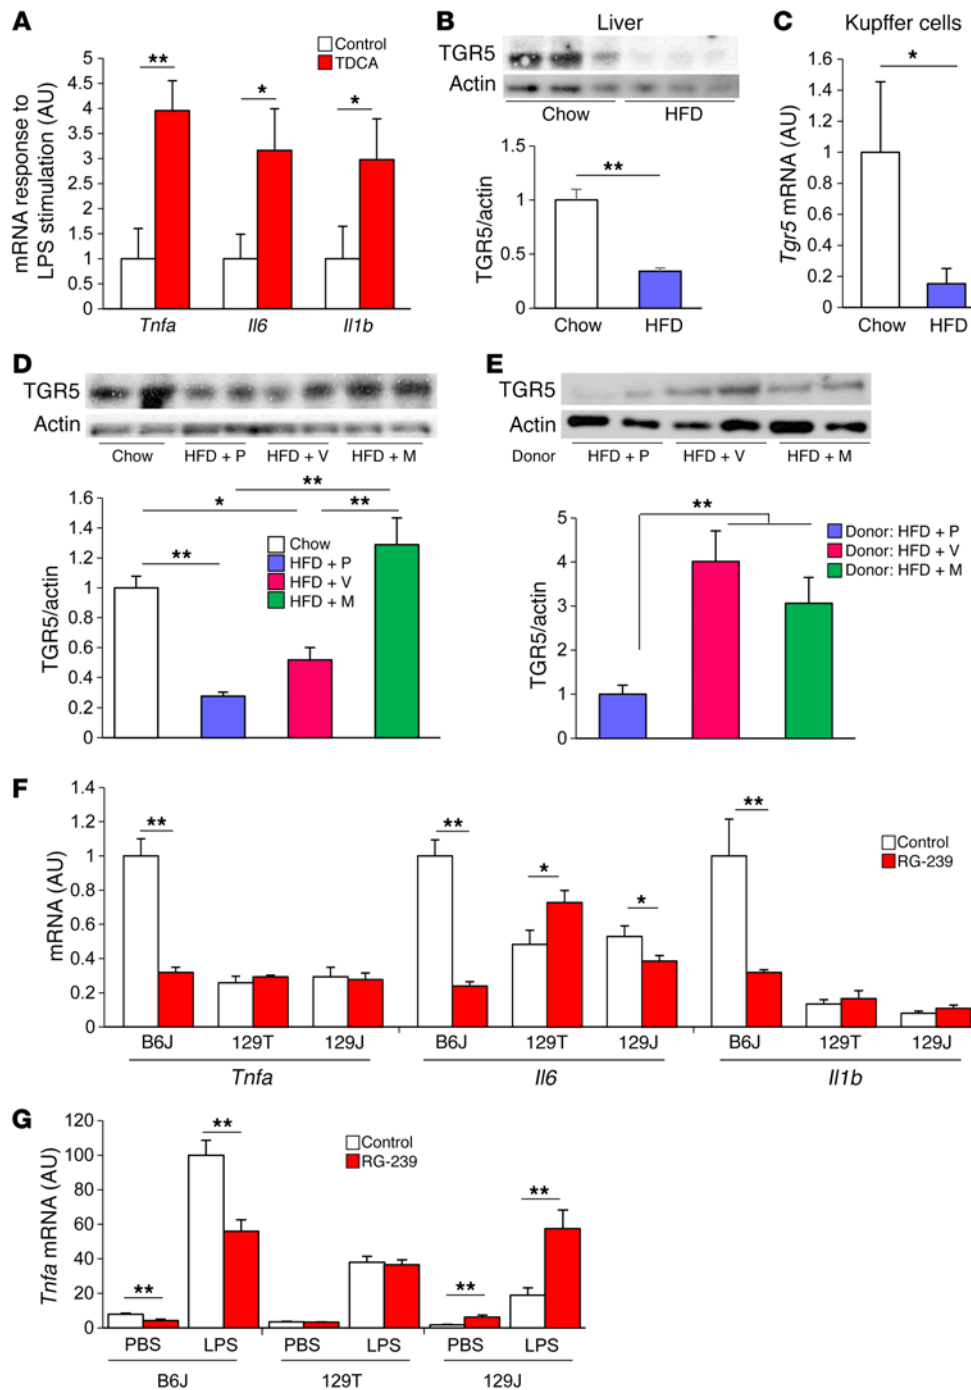 A
mRNA response to
LPS stimulation (AU)
5
4.5
4
3.5
3
2.5
2
1.5
1
0.5
0
Control
TDCA
**
*
*
Tnfa Il6 Il1b
B
Liver
TGR5
Actin
Chow HFD
TGR5/actin
1.5
1
0.5
0
**
Chow HFD
C
Kupffer cells
Tgr5 mRNA (AU)
1.6
1.4
1.2
1.0
0.8
0.6
0.4
0.2
0
*
Chow HFD
D
TGR5
Actin
Chow HFD + P HFD + V HFD + M
TGR5/actin
1.6
1.4
1.2
1
0.8
0.6
0.4
0.2
0
**
*
**
**
Chow
HFD + P
HFD + V
HFD + M
E
TGR5
Actin
Donor HFD + P HFD + V HFD + M
TGR5/actin
5
4
3
2
1
0
**
Donor: HFD + P
Donor: HFD + V
Donor: HFD + M
F
mRNA (AU)
1.4
1.2
1
0.8
0.6
0.4
0.2
0
**
**
*
*
**
Control
RG-239
B6J 129T 129J B6J 129T 129J B6J 129T 129J
Tnfa Il6 Il1b
G
Tnfa mRNA (AU)
120
100
80
60
40
20
0
Control
RG-239
**
**
**
**
PBS LPS PBS LPS PBS LPS
B6J 129T 129J